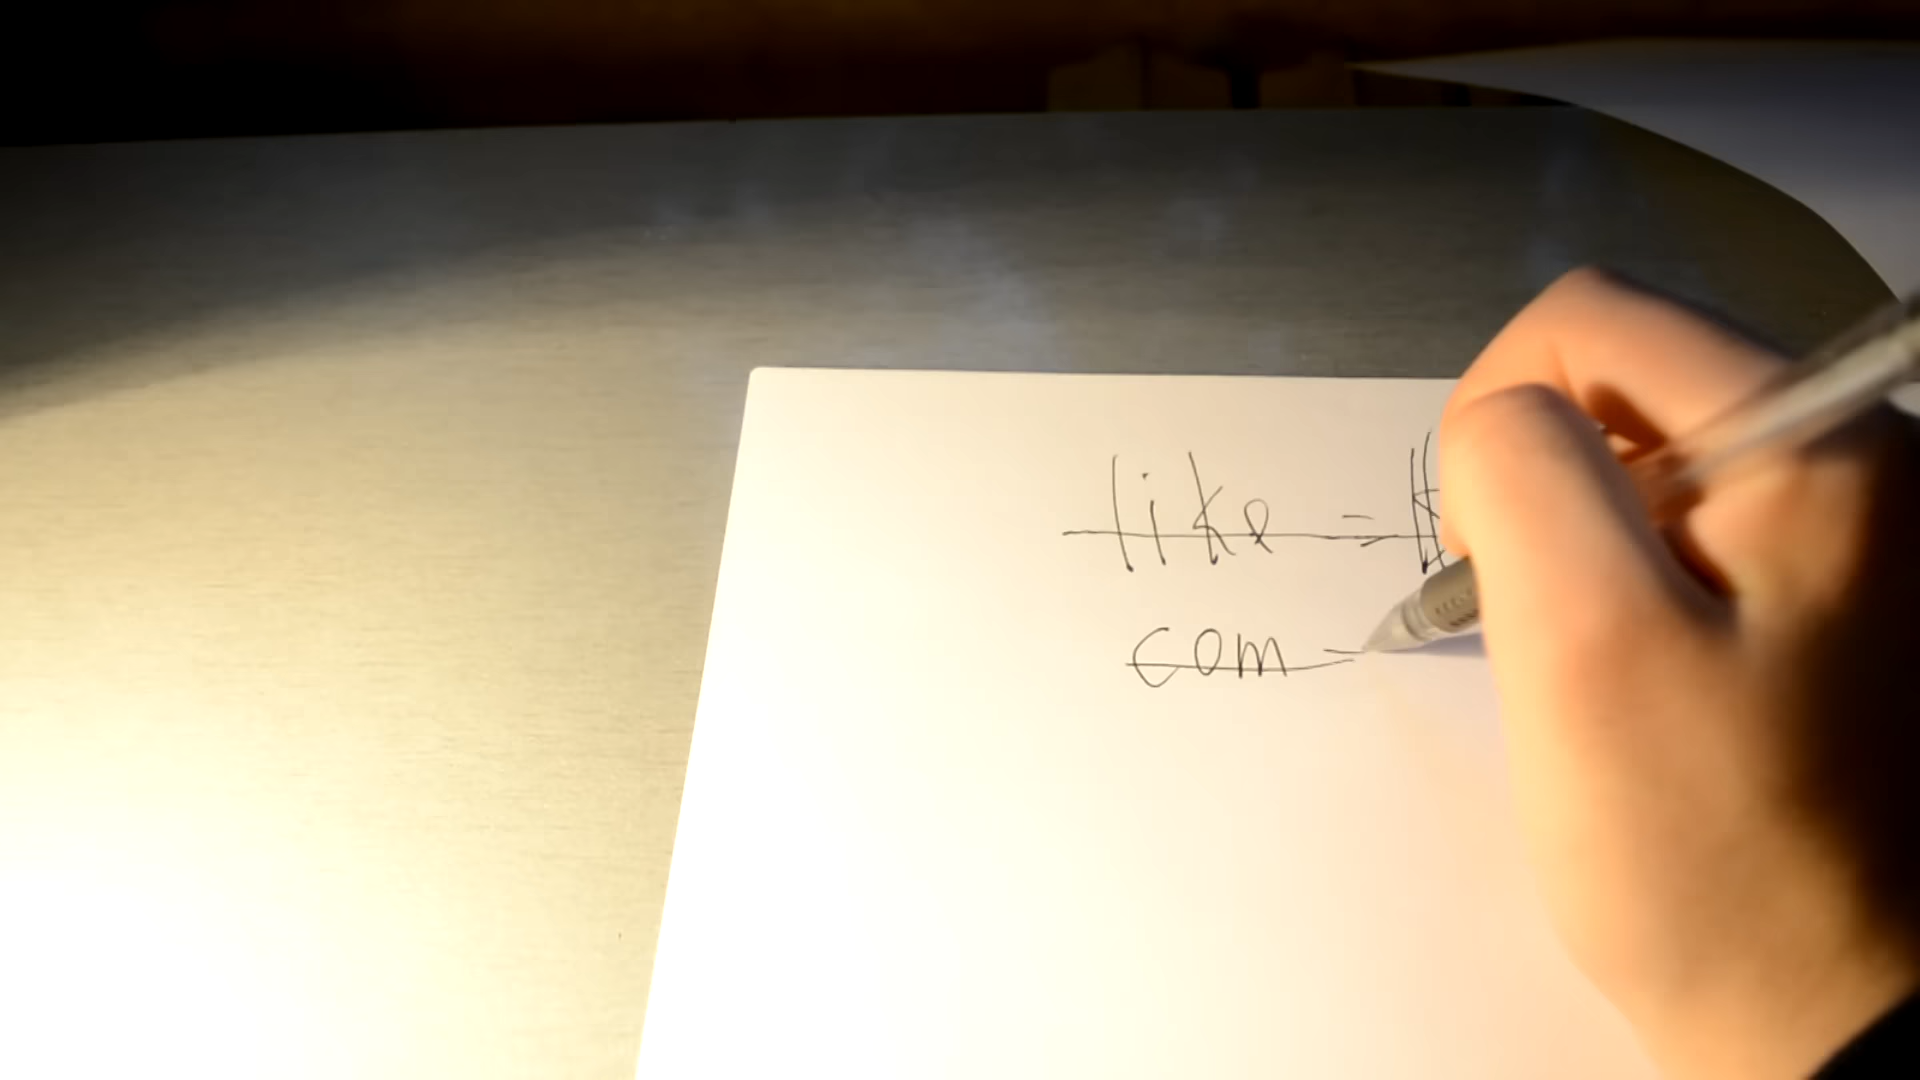 like =
com =